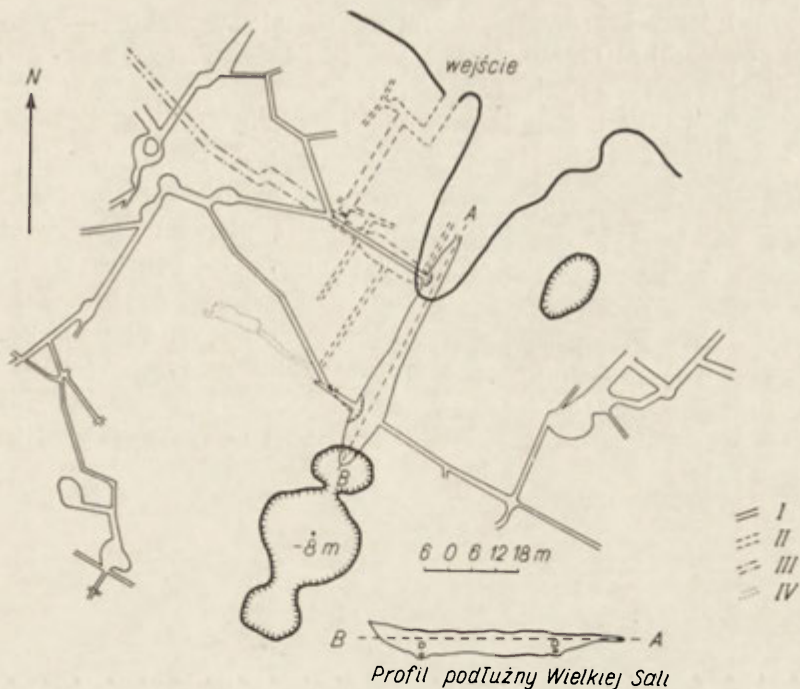 N
wejście
A
B
-8 m
6 0 6 12 18 m
I
II
III
IV
B
A
Profil podłużny Wielkiej Sali